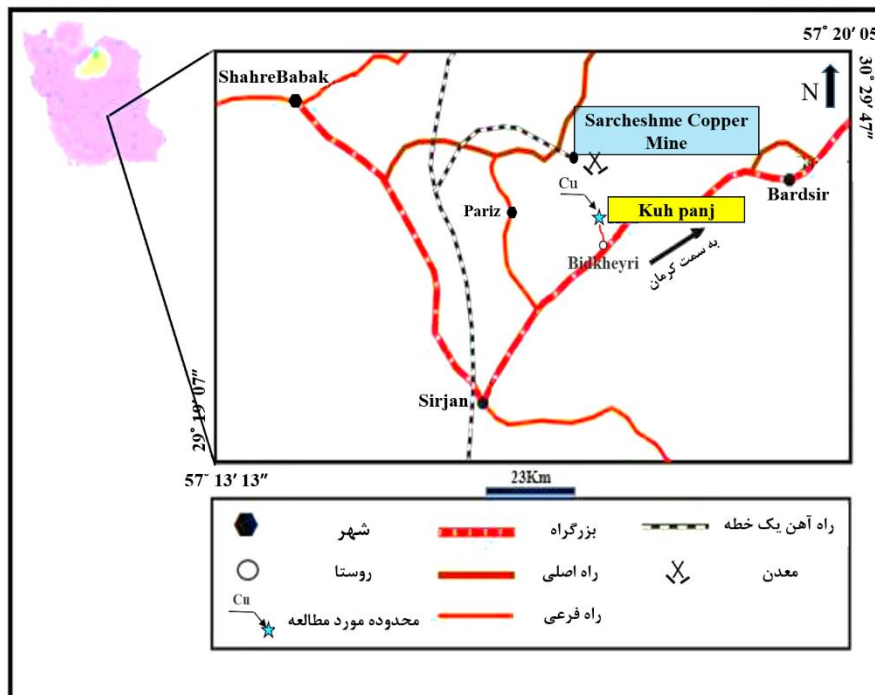 57° 20' 05"
30° 29' 47"
N
ShahreBabak
Sarcheshme Copper
Mine
Cu
Bardsir
Pariz
Kuh panj
Bidkheyri
به سمت کرمان
Sirjan
29° 19' 07"
57° 13' 13"
23Km
شهر
بزرگراه
راه آهن یک خطه
روستا
راه اصلی
معدن
Cu
محدوده مورد مطالعه
راه فرعی